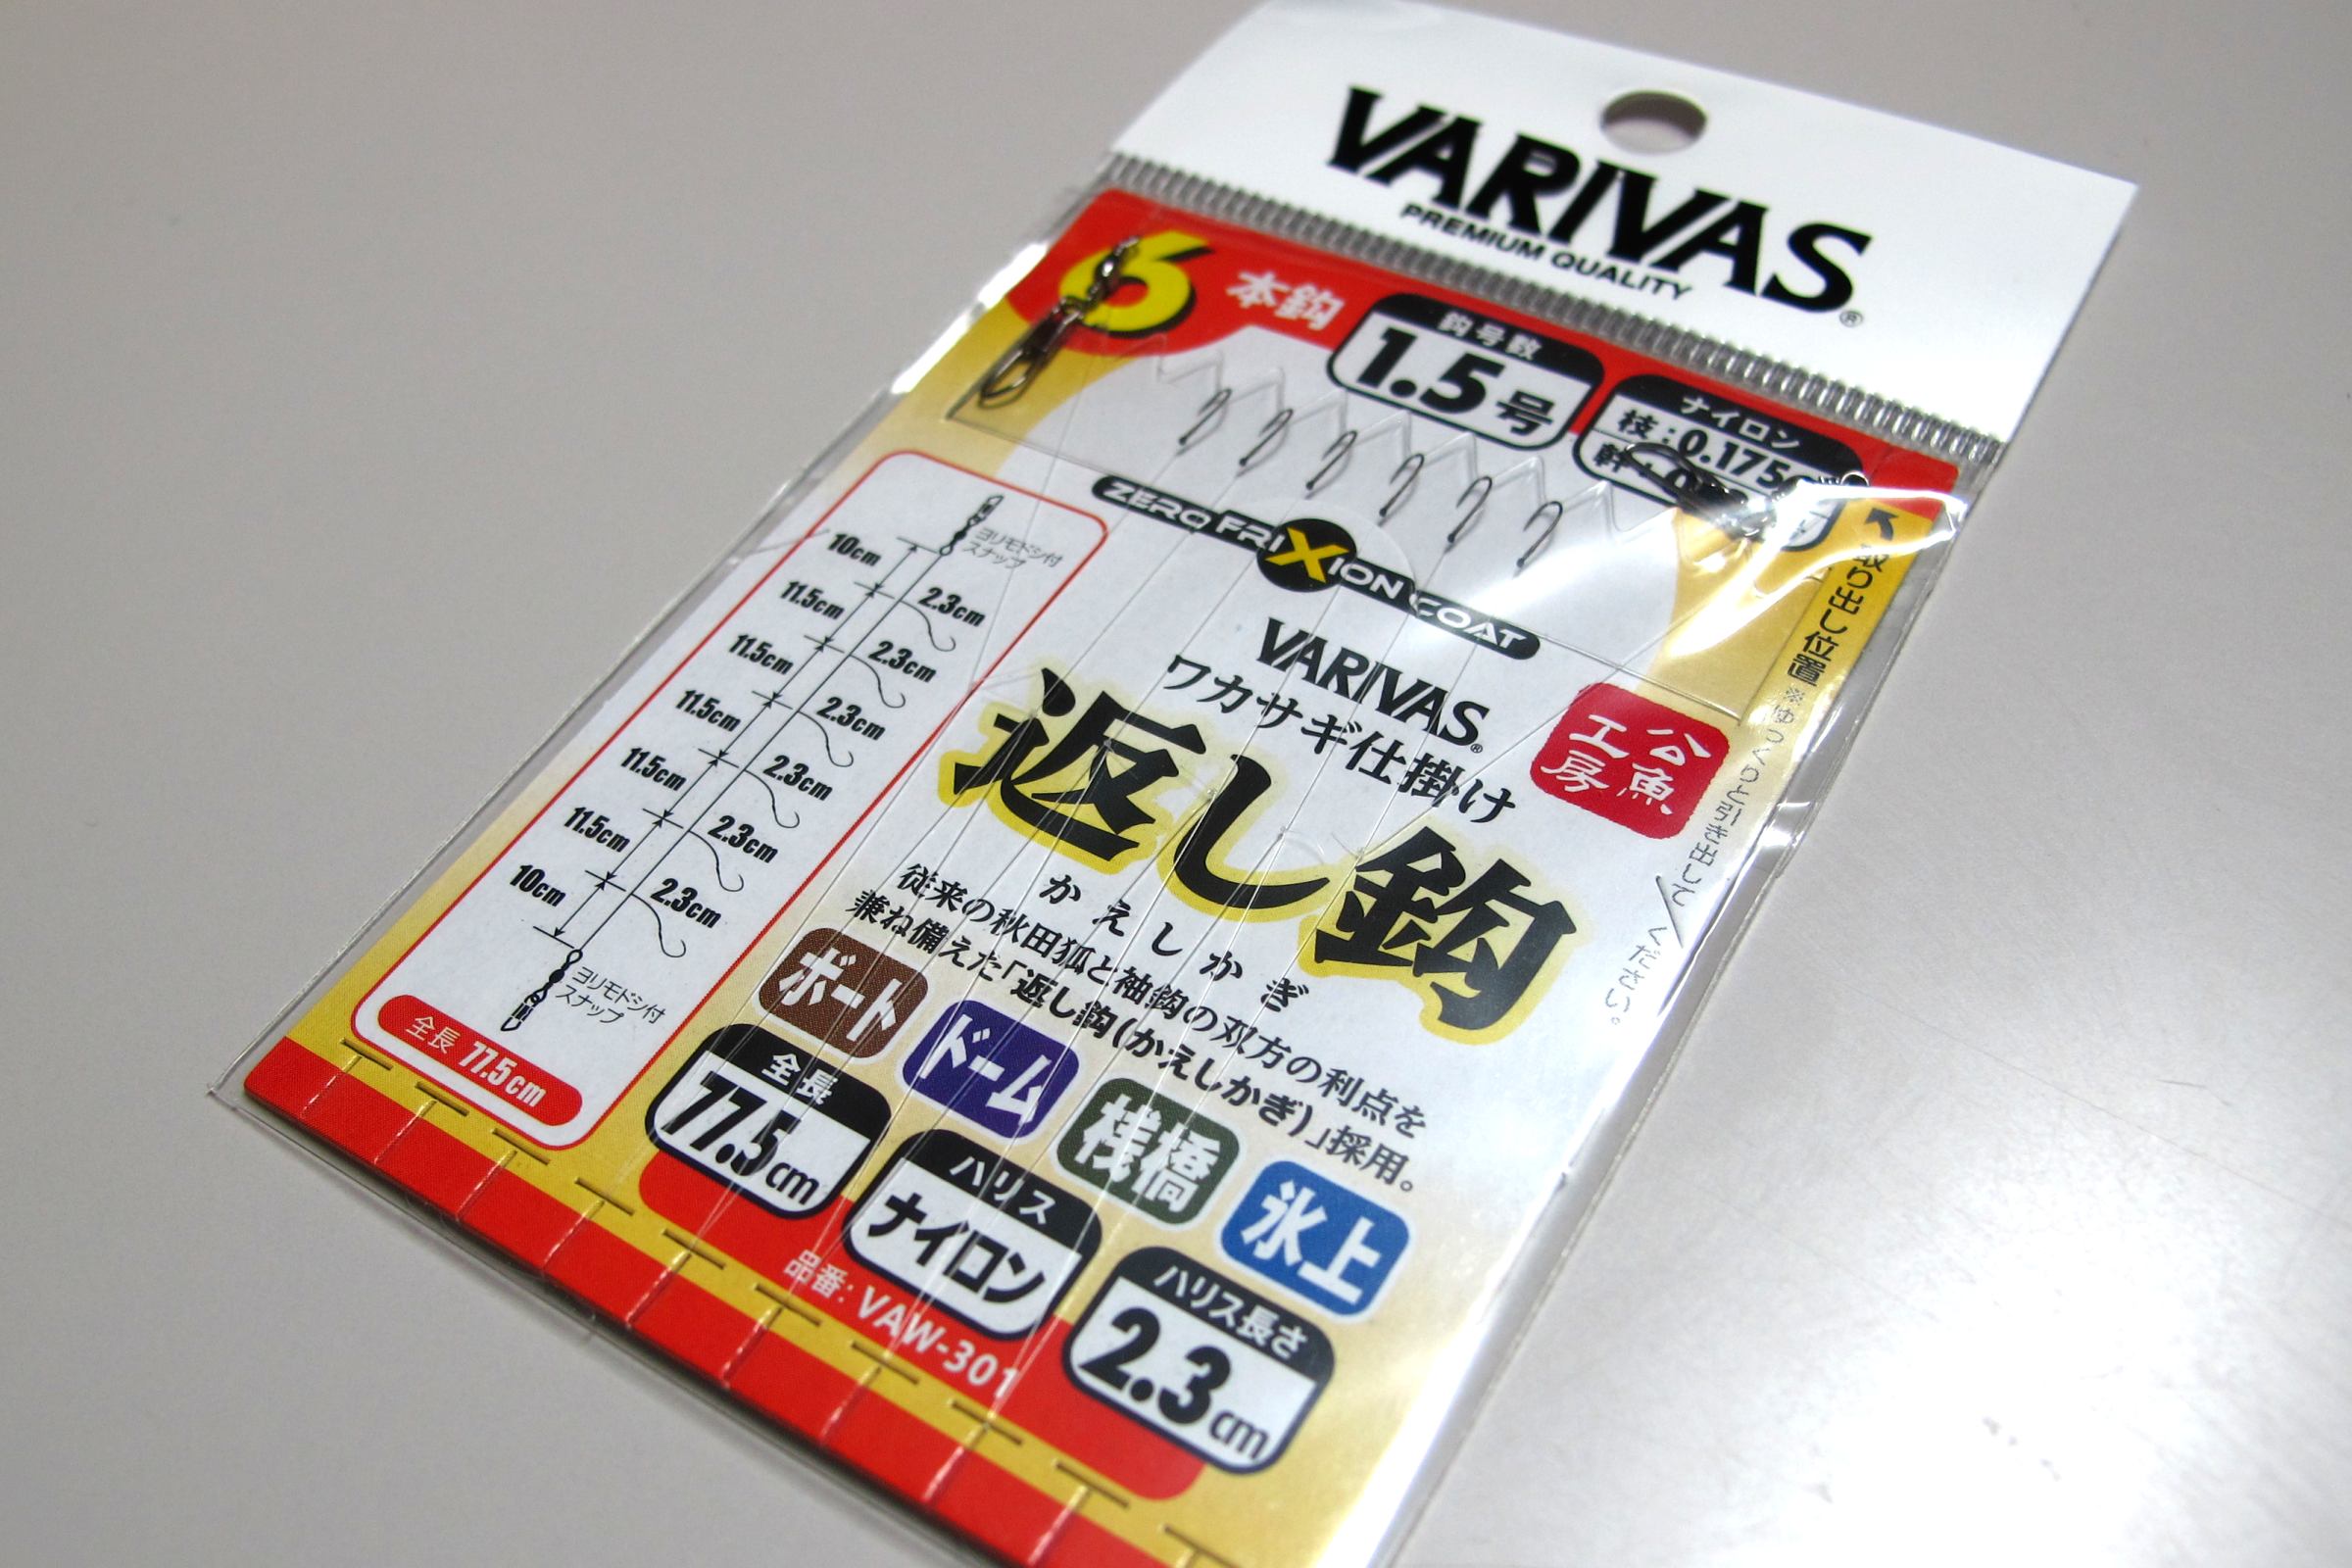 VARIVAS®
PREMIUM QUALITY
6本鈎
鈎号数
1.5号
ナイロン
枝:0.175
幹:0
取り出し位置
※ゆっくりと引き出してください。
ZERO FRIXION COAT
VARIVAS®
ワカサギ仕掛け
公魚
工房
返し鈎
かえしかぎ
従来の秋田狐と袖鈎の双方の利点を
兼ね備えた「返し鈎(かえしかぎ)」採用。
ボート
ドーム
桟橋
氷上
ヨリモドシ付
スナップ
10cm
2.3cm
11.5cm
2.3cm
11.5cm
2.3cm
11.5cm
2.3cm
11.5cm
2.3cm
11.5cm
2.3cm
10cm
ヨリモドシ付
スナップ
全長 77.5cm
全長
77.5cm
ハリス
ナイロン
ハリス長さ
2.3cm
品番: VAW-301